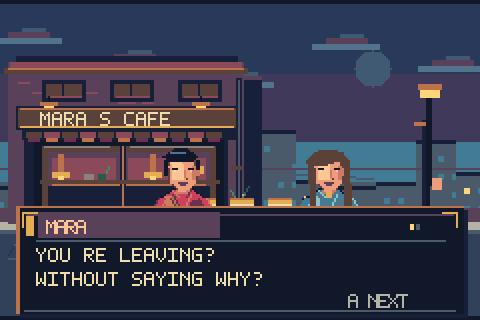 MARA S CAFE
MARA
YOU RE LEAVING?
WITHOUT SAYING WHY?
A NEXT